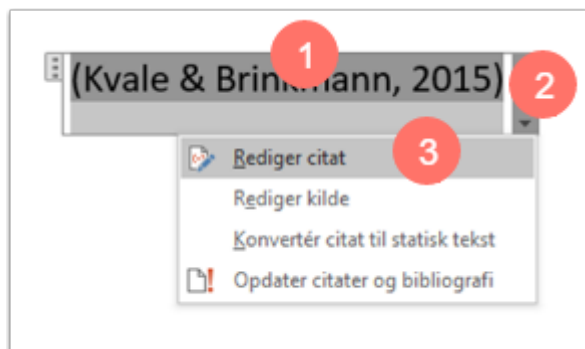 1
(Kvale & Brinkmann, 2015)
2
3
Rediger citat
Rediger kilde
Konvertér citat til statisk tekst
Opdater citater og bibliografi